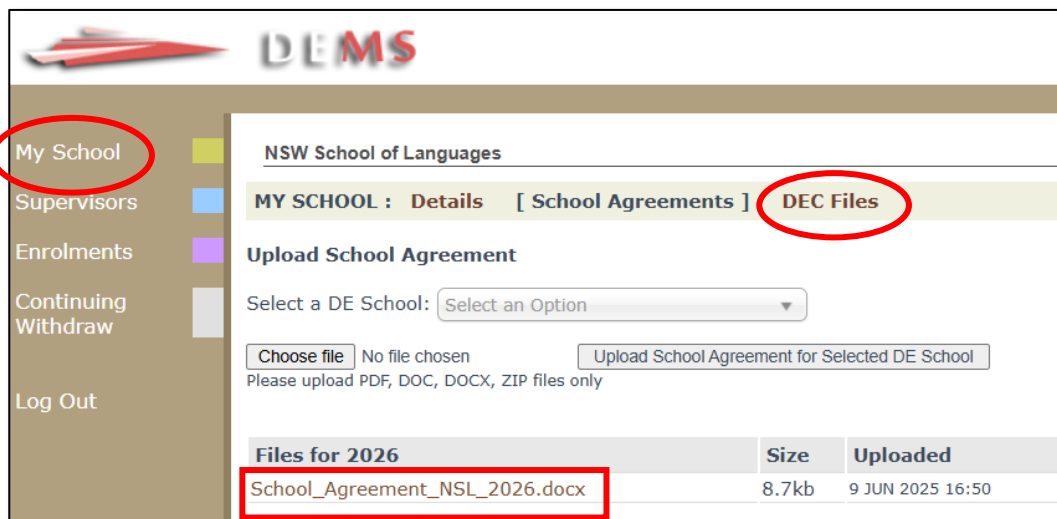 DEMS
My School
Supervisors
Enrolments
Continuing
Withdraw
Log Out
NSW School of Languages
MY SCHOOL : Details [ School Agreements ] DEC Files
Upload School Agreement
Select a DE School: Select an Option
Choose file No file chosen Upload School Agreement for Selected DE School
Please upload PDF, DOC, DOCX, ZIP files only
Files for 2026 Size Uploaded
School_Agreement_NSL_2026.docx 8.7kb 9 JUN 2025 16:50